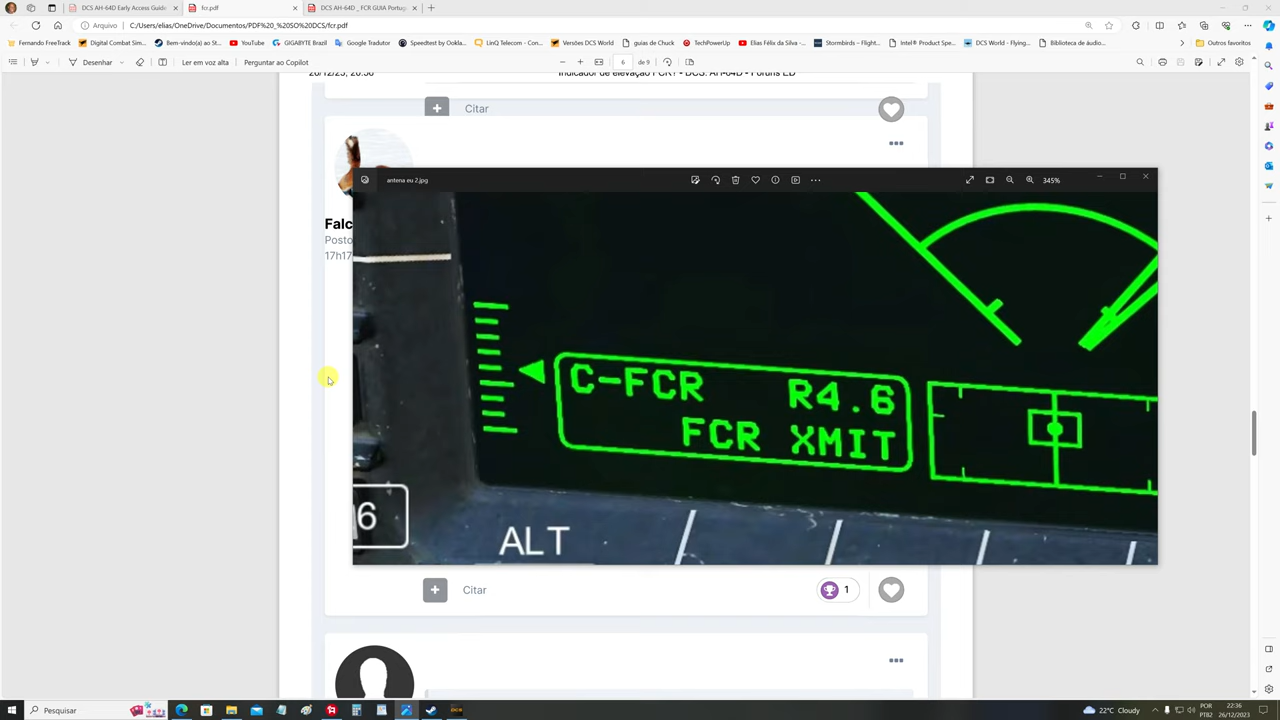 DCS AH-64D Early Access Guide
fcr.pdf
DCS AH-64D _ FCR GUIA Portug
Arquivo
C:/Users/elias/OneDrive/Documentos/PDF%20_%20SO%20DCS/fcr.pdf
Fernando FreeTrack
Digital Combat Sim...
Bem-vindo(a) ao St...
YouTube
GIGABYTE Brazil
Google Tradutor
Speedtest by Ookla...
LinQ Telecom - Con...
Versões DCS World
guias de Chuck
TechPowerUp
Elias Félix da Silva -...
Stormbirds – Flight...
Intel® Product Spe...
DCS World - Flying...
Biblioteca de áudio...
Outros favoritos
Desenhar
Ler em voz alta
Perguntar ao Copilot
6
de 9
26/12/23, 20:36
Indicador de elevação FCR? - DCS: AH-64D - Fóruns ED
Citar
antena eu 2.jpg
345%
Falc
Posto
17h17
C-FCR R4.6
FCR XMIT
6
ALT
Citar
1
Pesquisar
22°C Cloudy
POR
PTB2
22:36
26/12/2023